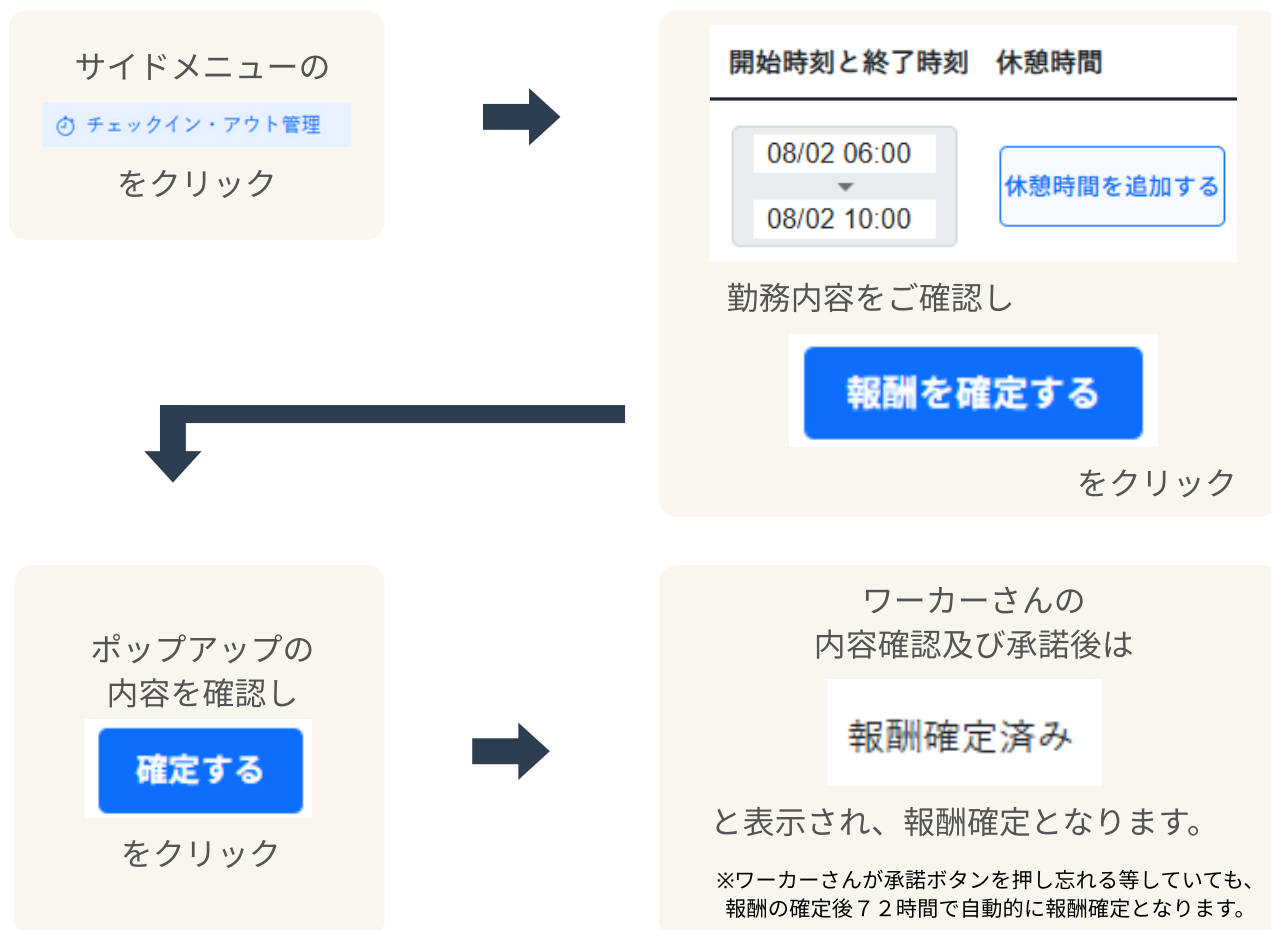 サイドメニューの
チェックイン・アウト管理
をクリック
開始時刻と終了時刻 休憩時間
08/02 06:00
08/02 10:00
休憩時間を追加する
勤務内容をご確認し
報酬を確定する
をクリック
ポップアップの
内容を確認し
確定する
をクリック
ワーカーさんの
内容確認及び承諾後は
報酬確定済み
と表示され、報酬確定となります。
※ワーカーさんが承諾ボタンを押し忘れる等していても、
報酬の確定後７２時間で自動的に報酬確定となります。